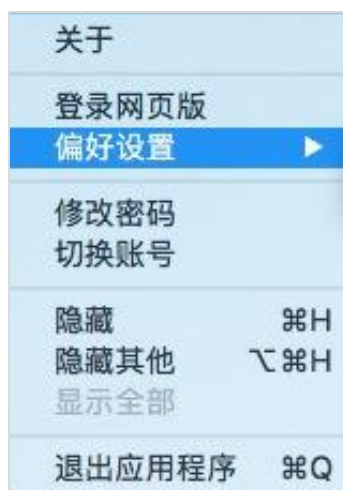 关于
登录网页版
偏好设置 ▶
修改密码
切换账号
隐藏 ⌘H
隐藏其他 ⌥⌘H
显示全部
退出应用程序 ⌘Q